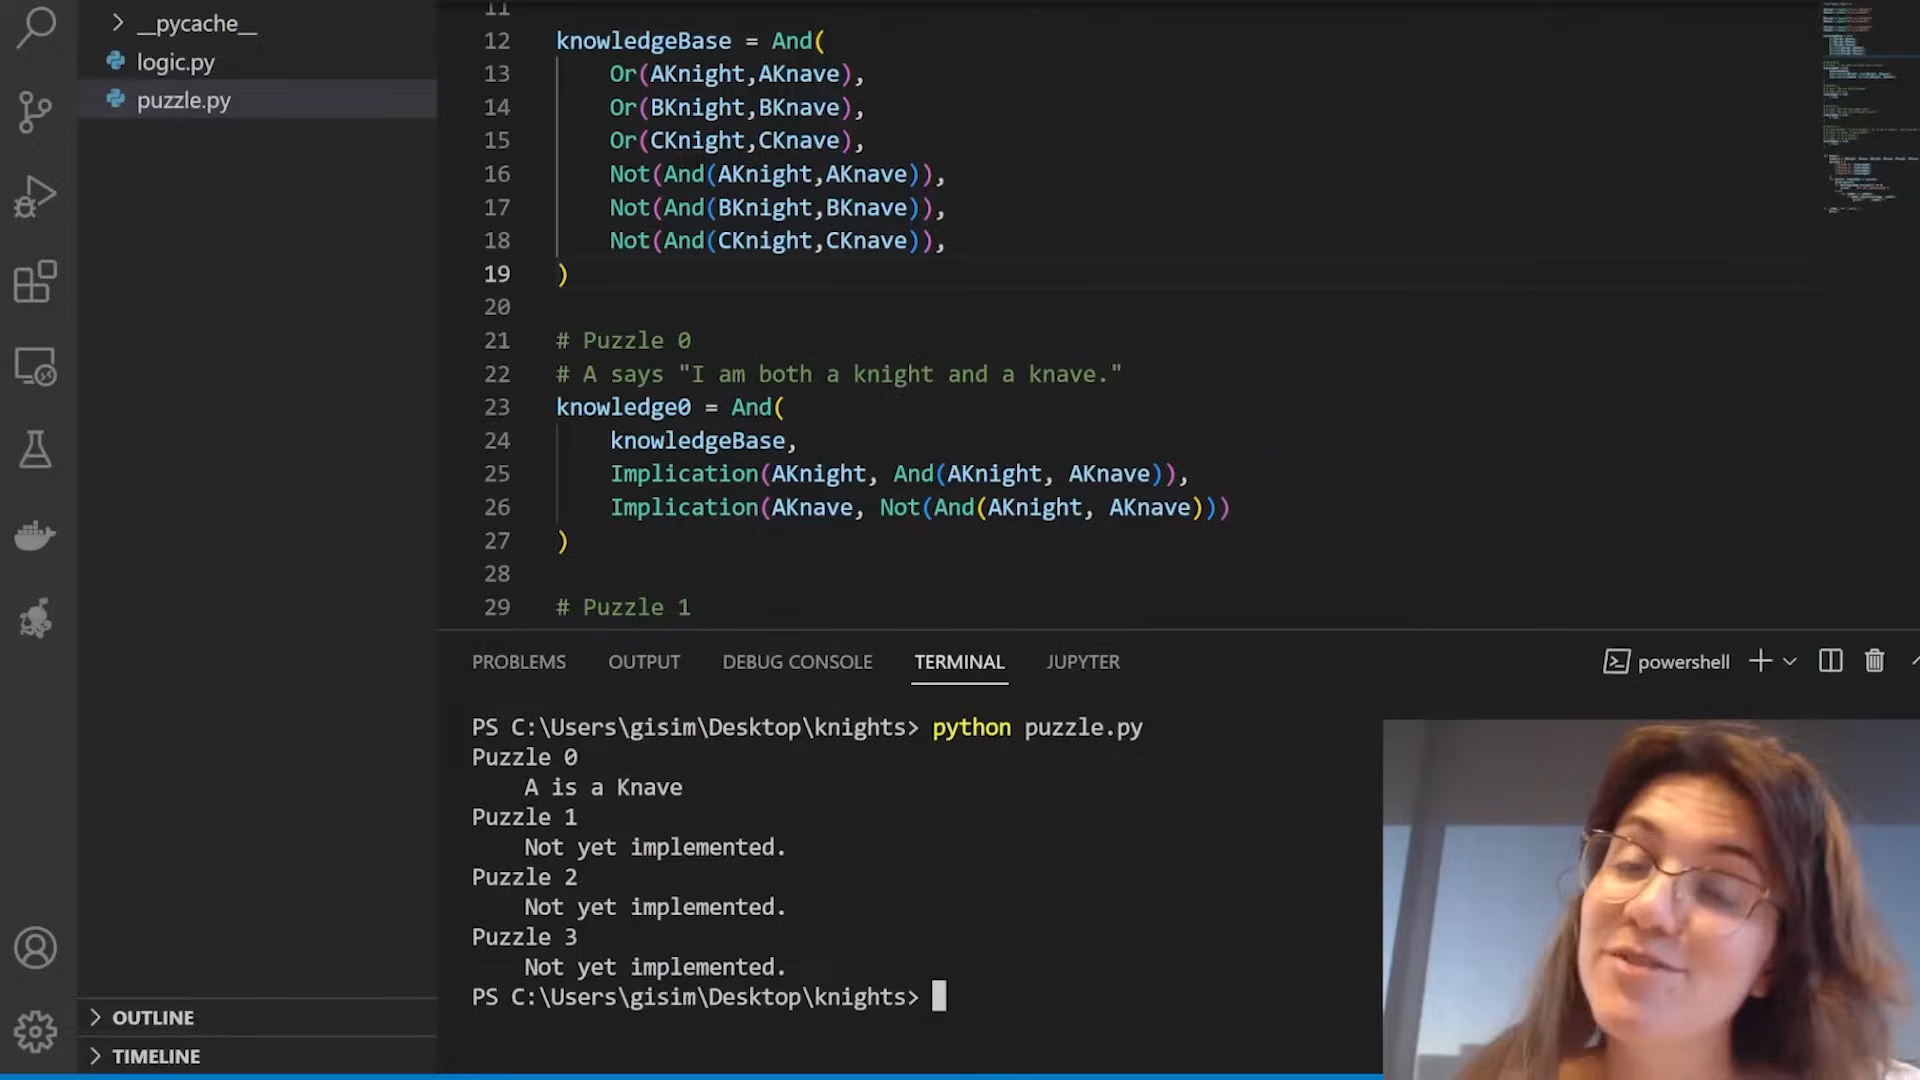 __pycache__
logic.py
puzzle.py
11
12 knowledgeBase = And(
13 Or(AKnight,AKnave),
14 Or(BKnight,BKnave),
15 Or(CKnight,CKnave),
16 Not(And(AKnight,AKnave)),
17 Not(And(BKnight,BKnave)),
18 Not(And(CKnight,CKnave)),
19 )
20
21 # Puzzle 0
22 # A says "I am both a knight and a knave."
23 knowledge0 = And(
24 knowledgeBase,
25 Implication(AKnight, And(AKnight, AKnave)),
26 Implication(AKnave, Not(And(AKnight, AKnave)))
27 )
28
29 # Puzzle 1
PROBLEMS OUTPUT DEBUG CONSOLE TERMINAL JUPYTER powershell
PS C:\Users\gisim\Desktop\knights> python puzzle.py
Puzzle 0
A is a Knave
Puzzle 1
Not yet implemented.
Puzzle 2
Not yet implemented.
Puzzle 3
Not yet implemented.
PS C:\Users\gisim\Desktop\knights>
OUTLINE
TIMELINE